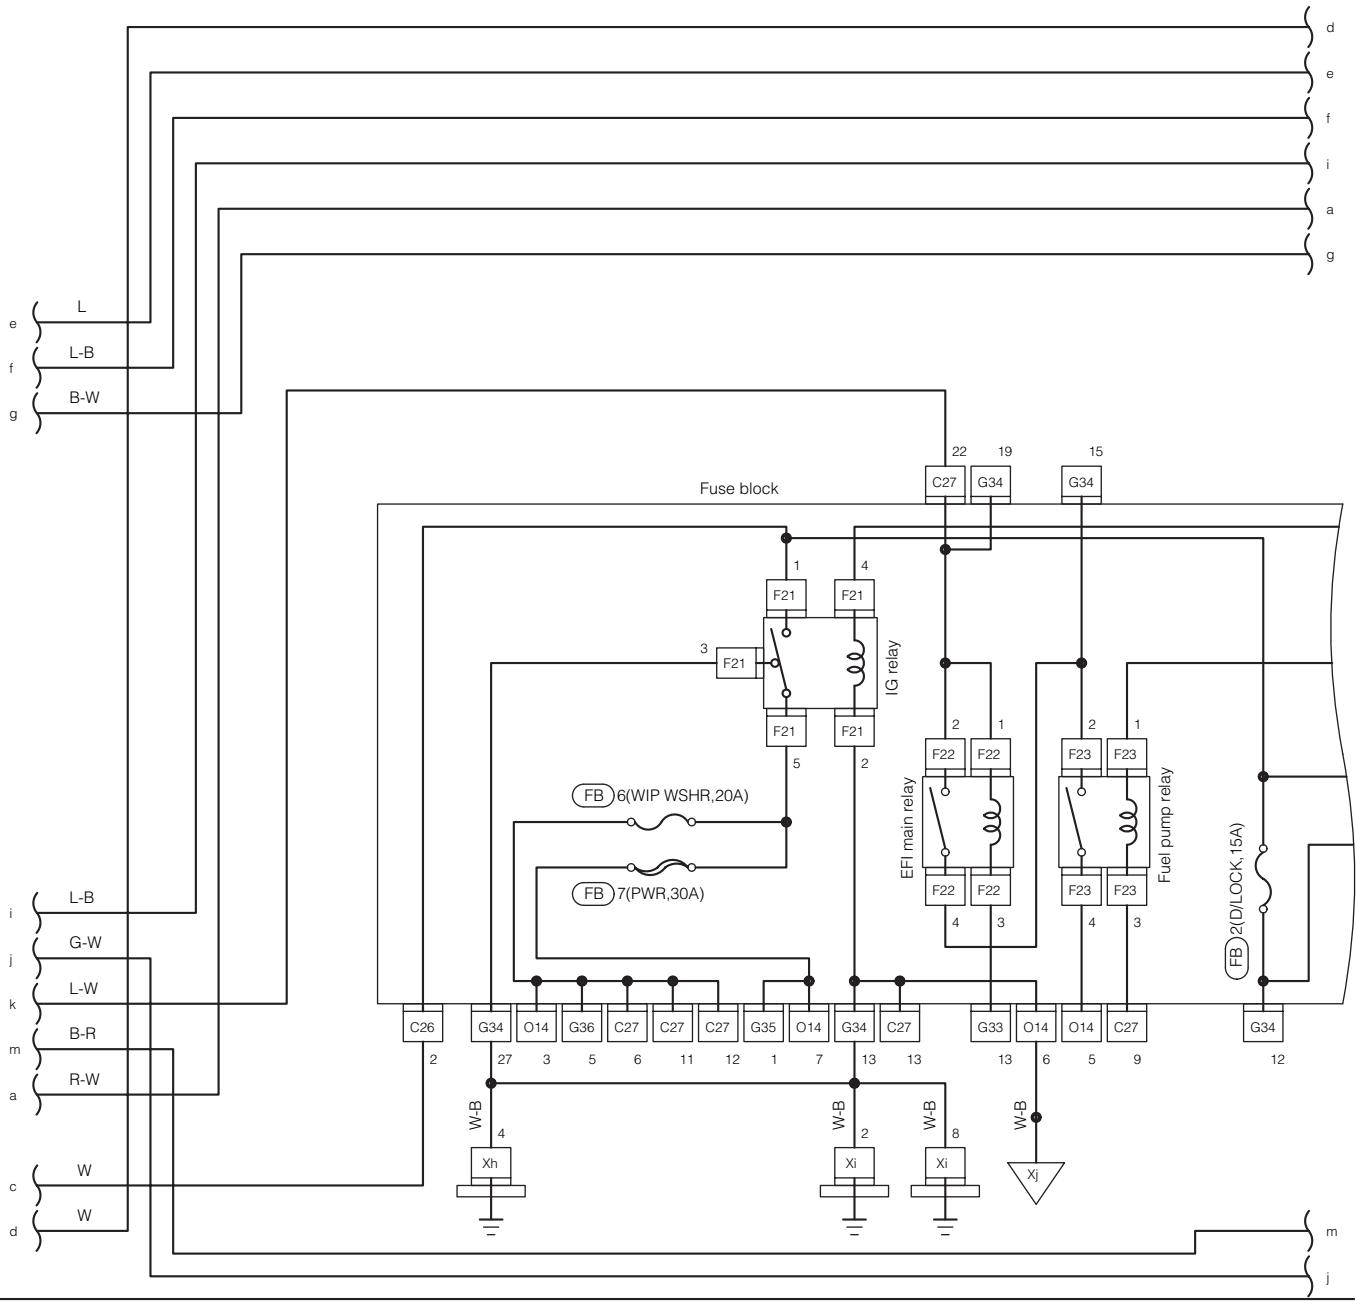 d
e
f
i
a
g
L
e
L-B
f
B-W
g
22
19
15
C27
G34
G34
Fuse block
1
4
F21
F21
3
F21
IG relay
F21
F21
5
2
2
1
2
1
F22
F22
F23
F23
EFI main relay
Fuel pump relay
F22
F22
F23
F23
4
3
4
3
FB 6(WIP WSHR,20A)
FB 7(PWR,30A)
FB 2(D/LOCK,15A)
L-B
i
G-W
j
L-W
k
B-R
m
R-W
a
W
c
W
d
C26
G34
O14
G36
C27
C27
C27
G35
O14
G34
C27
G33
O14
O14
C27
G34
2
27
3
5
6
11
12
1
7
13
13
13
6
5
9
12
W-B
W-B
W-B
W-B
4
2
8
Xh
Xi
Xi
Xj
m
j